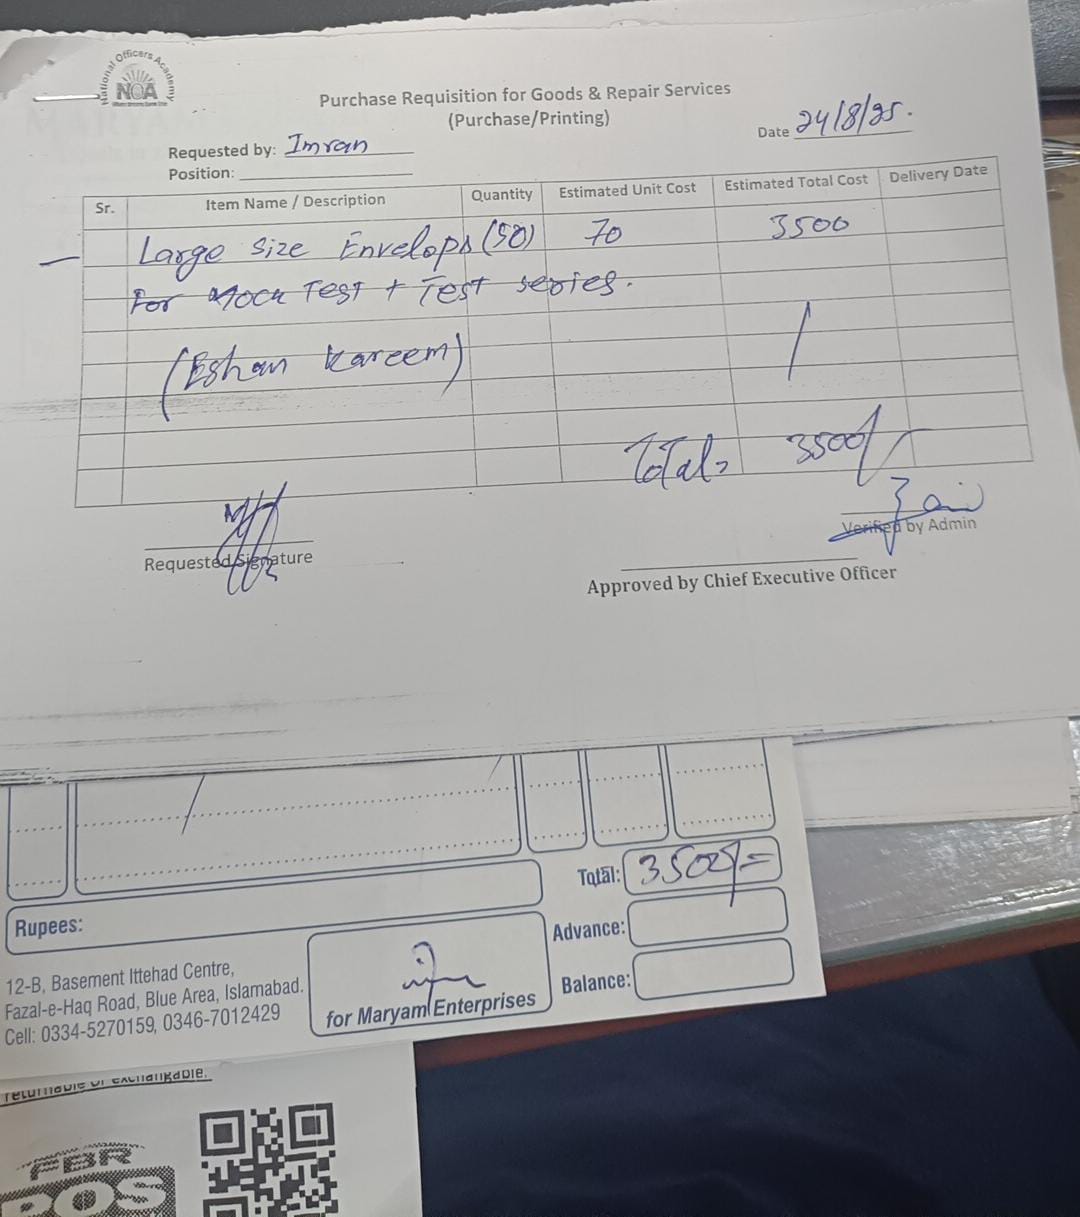 National Officers Academy
NOA
Purchase Requisition for Goods & Repair Services
(Purchase/Printing)
Date 24/8/25.
Requested by: Imran
Position:
Sr. Item Name / Description Quantity Estimated Unit Cost Estimated Total Cost Delivery Date
Large Size Envelops (50) 70 3500
For Mock Test + Test series.
(Eshan Kareem)
Total = 3500/-
Requested Signature
Verified by Admin
Approved by Chief Executive Officer
Total: 3500/=
Rupees:
Advance:
Balance:
12-B, Basement Ittehad Centre,
Fazal-e-Haq Road, Blue Area, Islamabad.
Cell: 0334-5270159, 0346-7012429
for Maryam Enterprises
returnable or exchangable.
FBR
POS